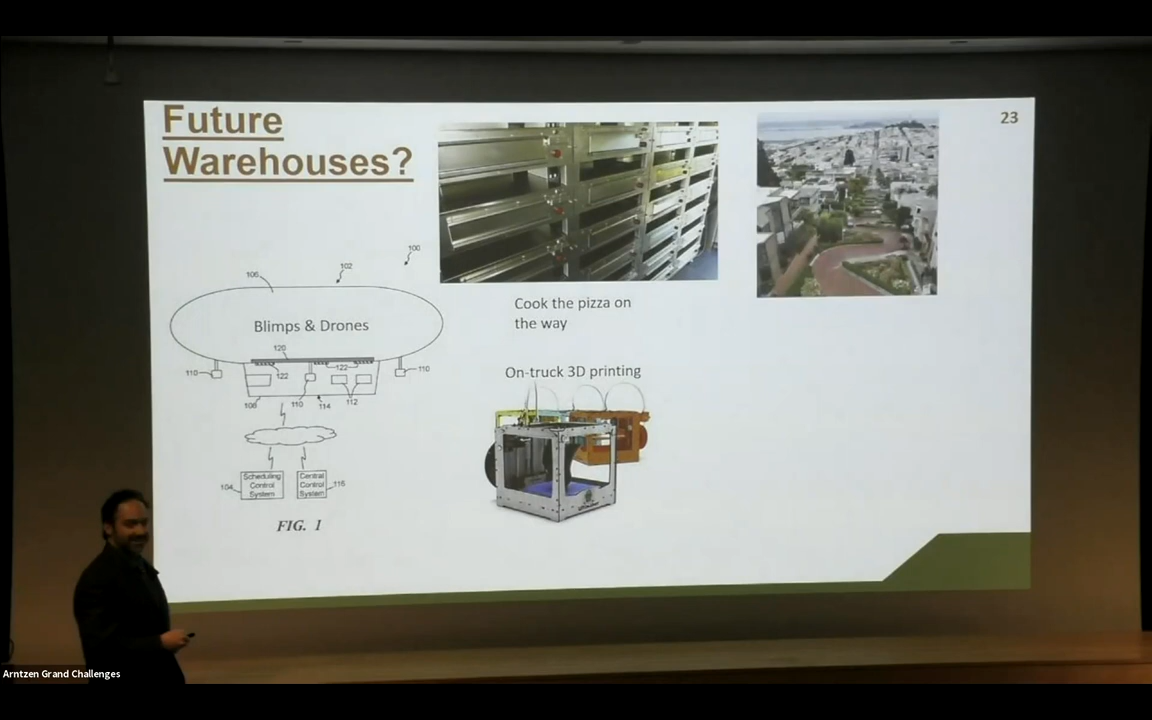 Future
Warehouses?
23
100
102
106
Blimps & Drones
120
122
122
110
110
108
110
114
112
Scheduling
Control
System
104
Central
Control
System
116
FIG. 1
Cook the pizza on
the way
On-truck 3D printing
Arntzen Grand Challenges